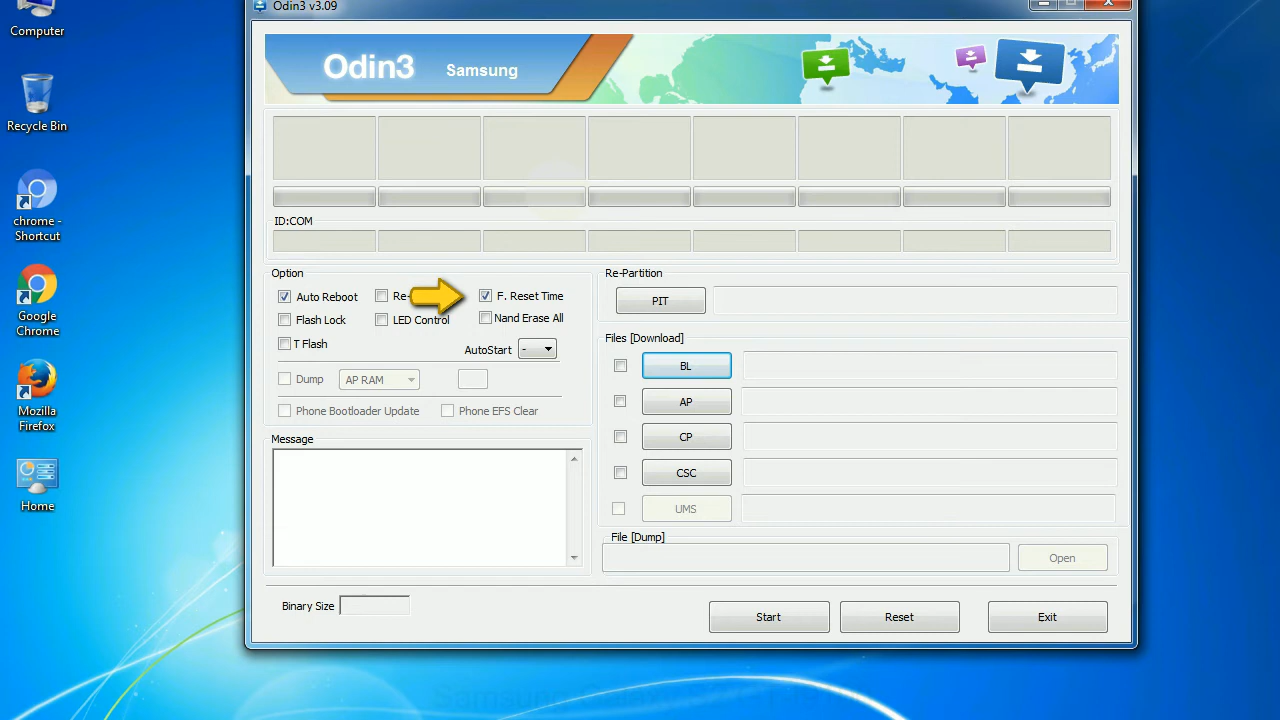 Odin3 v3.09
Computer
Recycle Bin
chrome -
Shortcut
Google
Chrome
Mozilla
Firefox
Home
Odin3 Samsung
ID:COM
Option
Auto Reboot
F. Reset Time
Flash Lock
LED Control
Nand Erase All
T Flash
AutoStart -
Dump AP RAM
Phone Bootloader Update Phone EFS Clear
Message
Binary Size
Re-Partition
PIT
Files [Download]
BL
AP
CP
CSC
UMS
File [Dump]
Open
Start Reset Exit